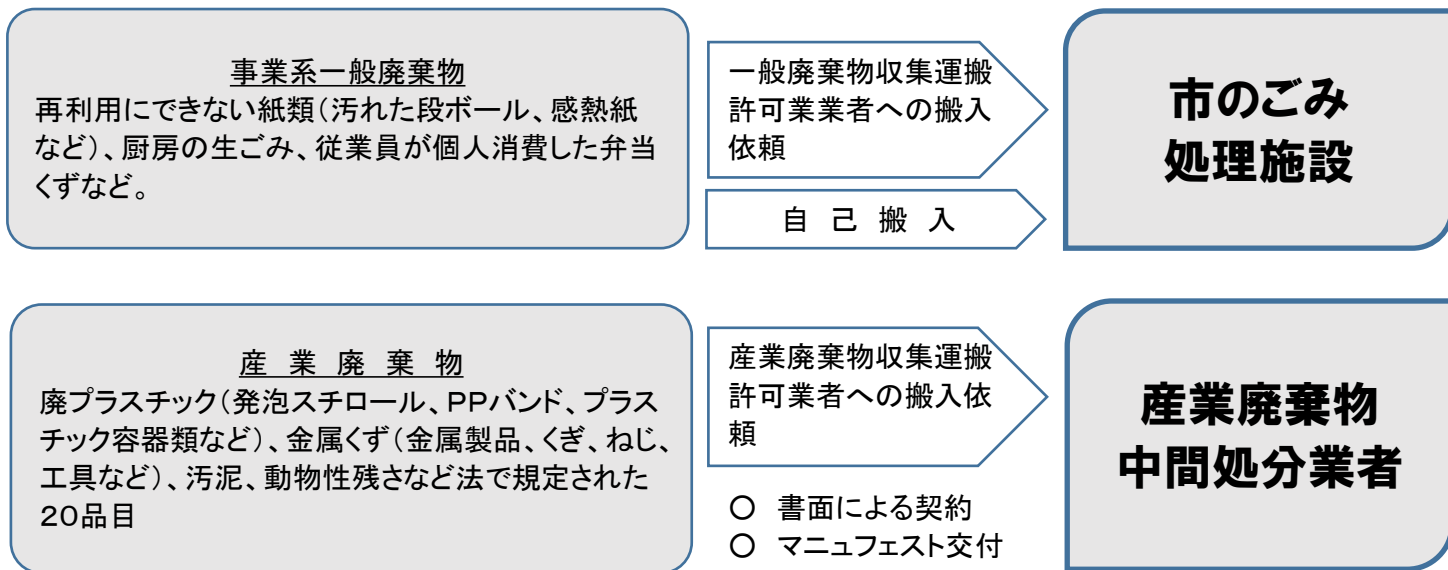 事業系一般廃棄物
再利用にできない紙類（汚れた段ボール、感熱紙
など）、厨房の生ごみ、従業員が個人消費した弁当
くずなど。
一般廃棄物収集運搬
許可業業者への搬入
依頼
自　己　搬　入
市のごみ
処理施設
産　業　廃　棄　物
廃プラスチック（発泡スチロール、PPバンド、プラス
チック容器類など）、金属くず（金属製品、くぎ、ねじ、
工具など）、汚泥、動物性残さなど法で規定された
20品目
産業廃棄物収集運搬
許可業者への搬入依
頼
○　書面による契約
○　マニュフェスト交付
産業廃棄物
中間処分業者